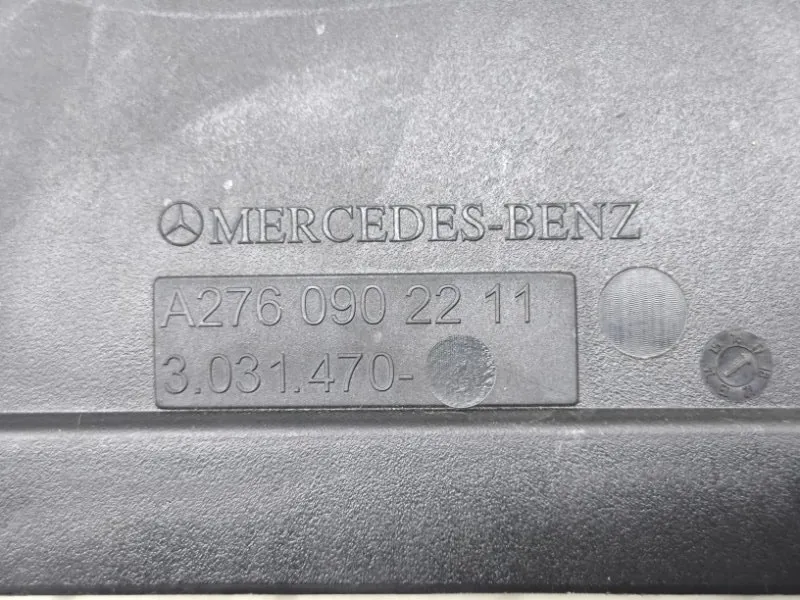 MERCEDES-BENZ
A276 090 22 11
3.031.470-